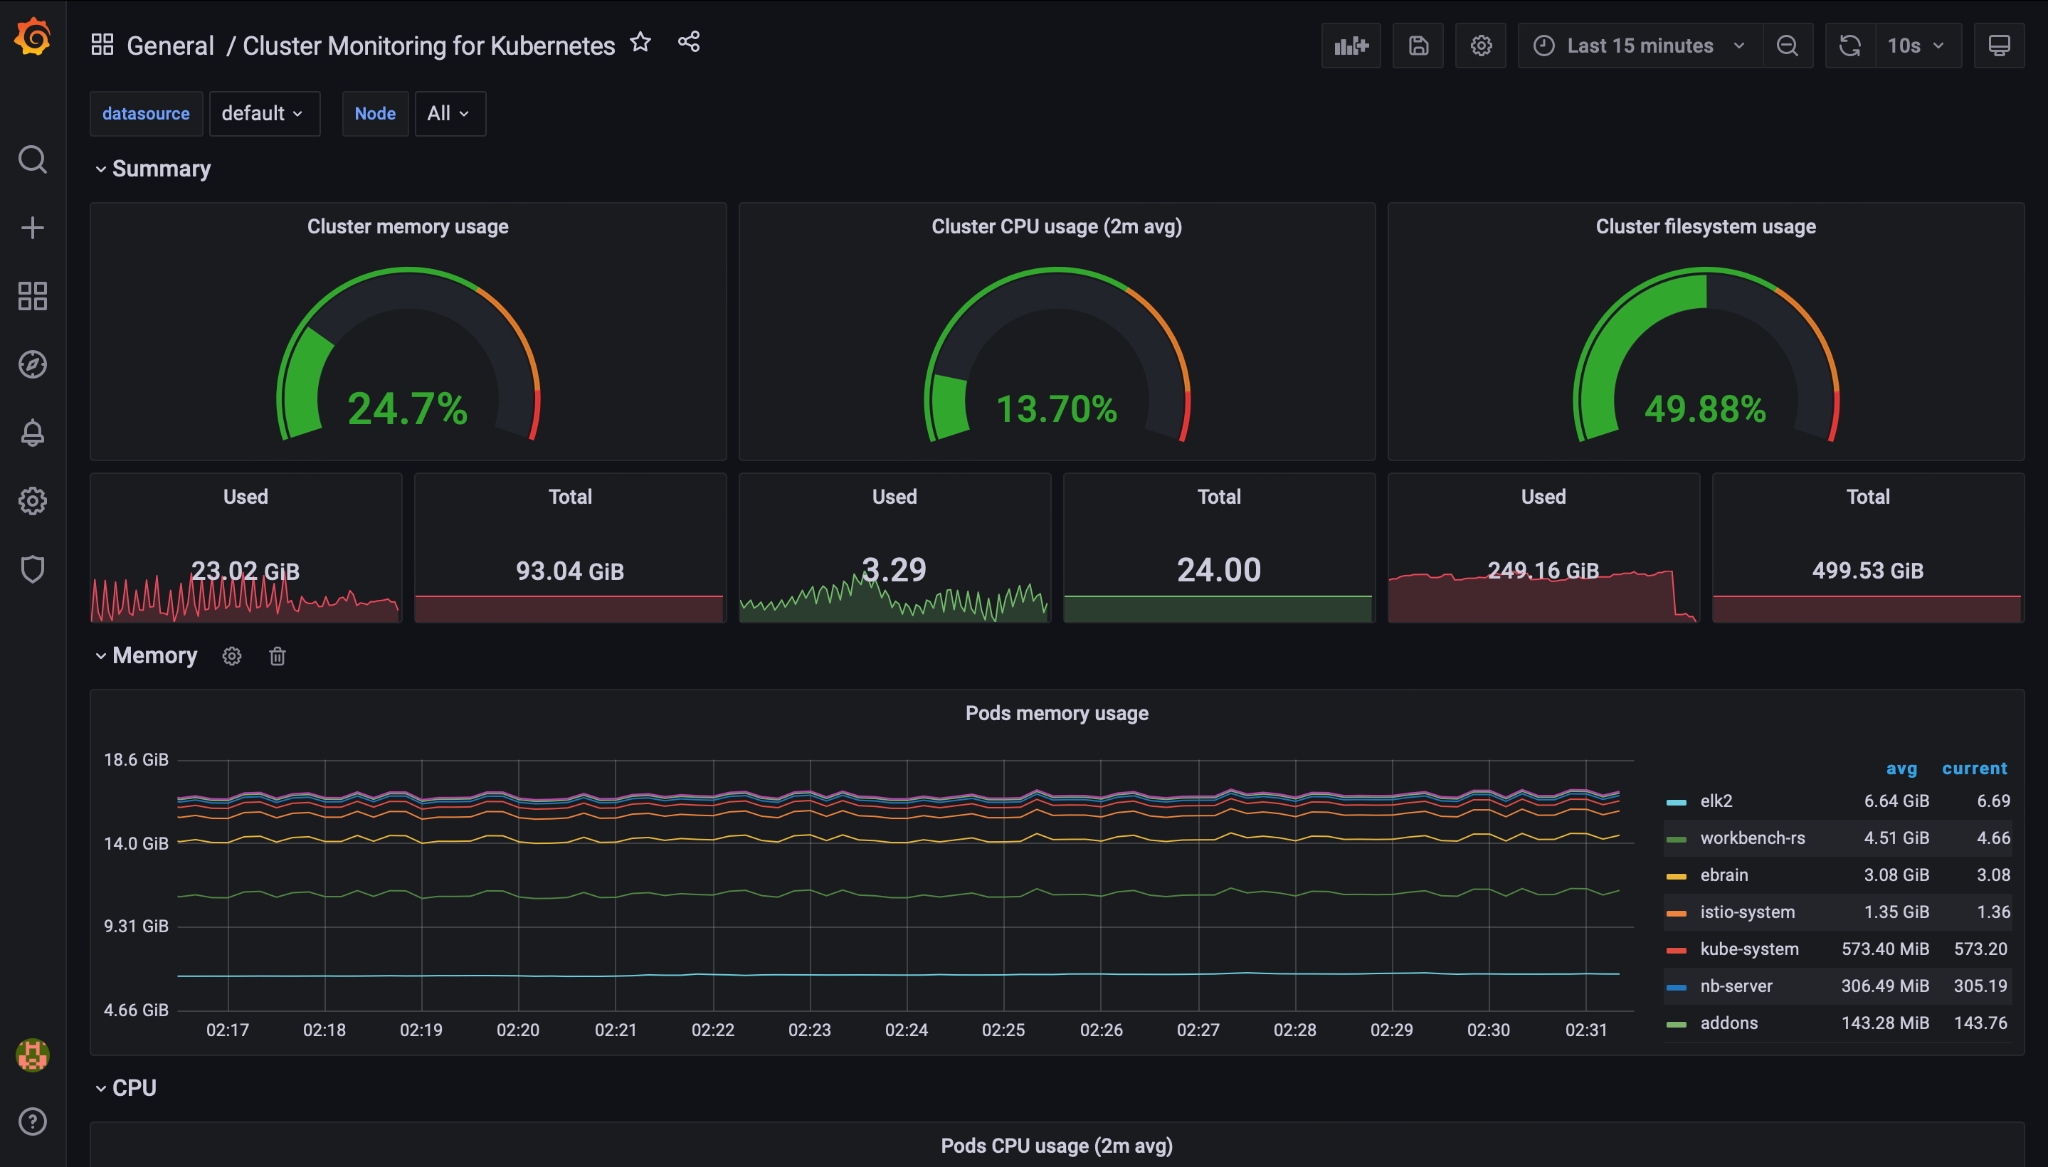 General / Cluster Monitoring for Kubernetes
Last 15 minutes
10s
datasource
default
Node
All
Summary
Cluster memory usage
24.7%
Cluster CPU usage (2m avg)
13.70%
Cluster filesystem usage
49.88%
Used
23.02 GiB
Total
93.04 GiB
Used
3.29
Total
24.00
Used
249.16 GiB
Total
499.53 GiB
Memory
Pods memory usage
18.6 GiB
14.0 GiB
9.31 GiB
4.66 GiB
02:17 02:18 02:19 02:20 02:21 02:22 02:23 02:24 02:25 02:26 02:27 02:28 02:29 02:30 02:31
avg current
elk2 6.64 GiB 6.69
workbench-rs 4.51 GiB 4.66
ebrain 3.08 GiB 3.08
istio-system 1.35 GiB 1.36
kube-system 573.40 MiB 573.20
nb-server 306.49 MiB 305.19
addons 143.28 MiB 143.76
CPU
Pods CPU usage (2m avg)